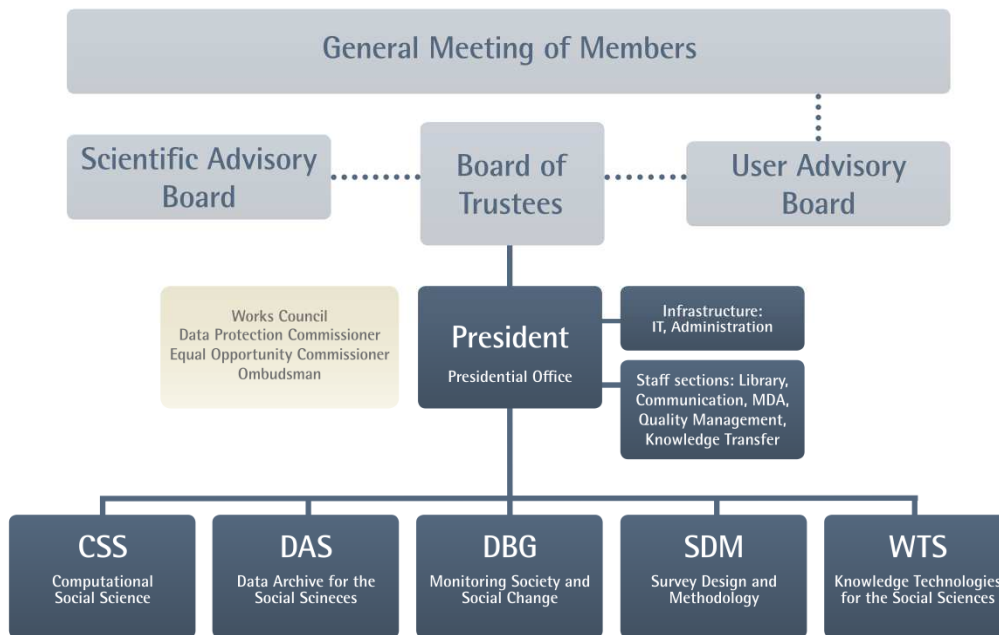 General Meeting of Members
Scientific Advisory
Board
Board of
Trustees
User Advisory
Board
Works Council
Data Protection Commissioner
Equal Opportunity Commissioner
Ombudsman
President
Presidential Office
Infrastructure:
IT, Administration
Staff sections: Library,
Communication, MDA,
Quality Management,
Knowledge Transfer
CSS
Computational
Social Science
DAS
Data Archive for the
Social Scineces
DBG
Monitoring Society and
Social Change
SDM
Survey Design and
Methodology
WTS
Knowledge Technologies
for the Social Sciences